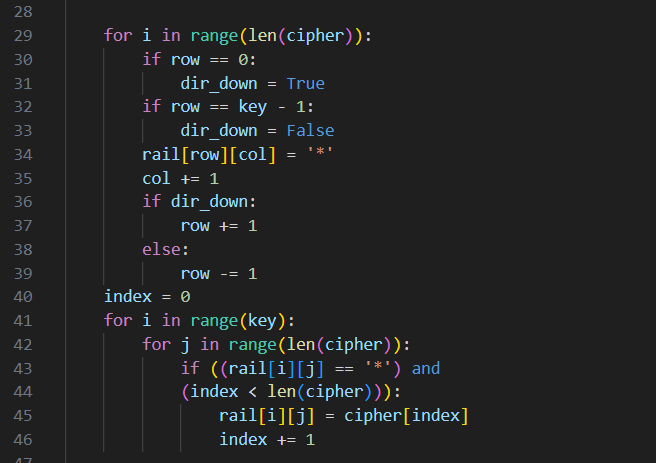 28
29 for i in range(len(cipher)):
30 if row == 0:
31 dir_down = True
32 if row == key - 1:
33 dir_down = False
34 rail[row][col] = '*'
35 col += 1
36 if dir_down:
37 row += 1
38 else:
39 row -= 1
40 index = 0
41 for i in range(key):
42 for j in range(len(cipher)):
43 if ((rail[i][j] == '*') and
44 (index < len(cipher))):
45 rail[i][j] = cipher[index]
46 index += 1
47